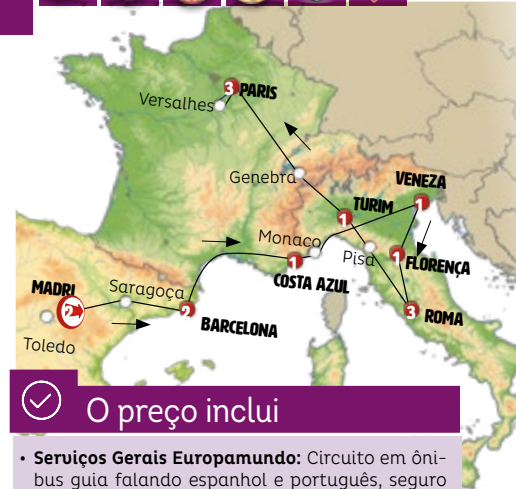 3 PARIS
Versalhes
Genebra
VENEZA
1
TURIM
1
Monaco
Pisa
1 FLORENÇA
1
COSTA AZUL
MADRI
2
Saragoça
2
BARCELONA
3 ROMA
Toledo
O preço inclui
• Serviços Gerais Europamundo: Circuito em ôni-
bus guia falando espanhol e português, seguro